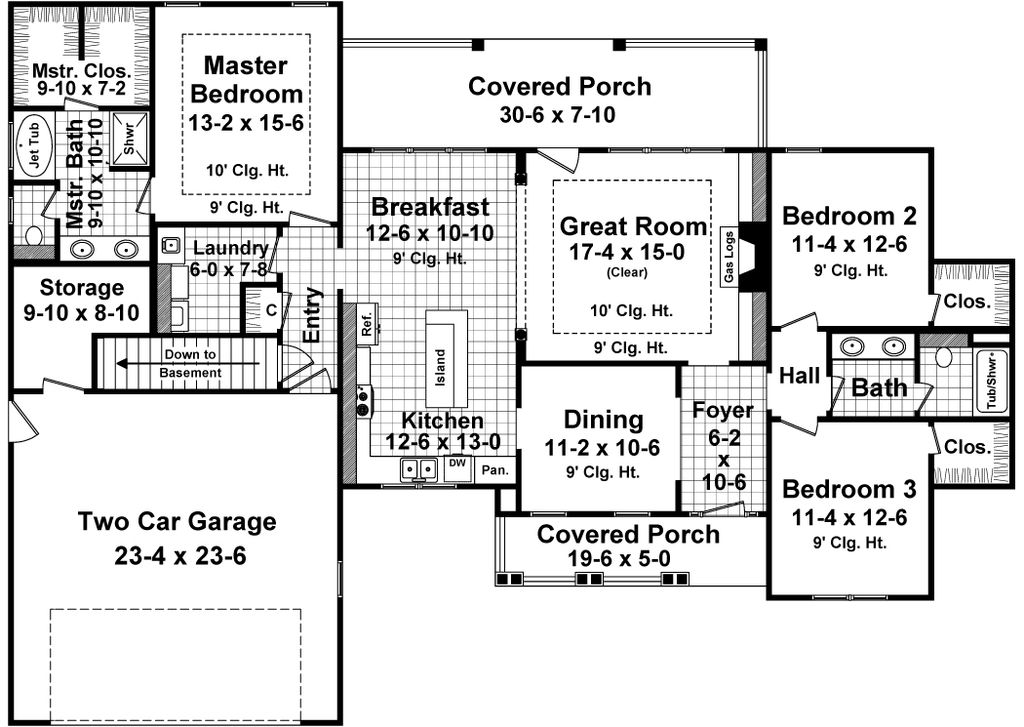 Mstr. Clos.
9-10 x 7-2
Master
Bedroom
13-2 x 15-6
10' Clg. Ht.
9' Clg. Ht.
Covered Porch
30-6 x 7-10
Jet Tub
Mstr. Bath
9-10 x 10-10
Shwr
Breakfast
12-6 x 10-10
9' Clg. Ht.
Great Room
17-4 x 15-0
(Clear)
10' Clg. Ht.
9' Clg. Ht.
Gas Logs
Bedroom 2
11-4 x 12-6
9' Clg. Ht.
Clos.
Laundry
6-0 x 7-8
Storage
9-10 x 8-10
C
Entry
Ref.
Island
Down to
Basement
Hall
Bath
Tub/Shwr.
Kitchen
12-6 x 13-0
DW
Pan.
Dining
11-2 x 10-6
9' Clg. Ht.
Foyer
6-2
x
10-6
Clos.
Bedroom 3
11-4 x 12-6
9' Clg. Ht.
Two Car Garage
23-4 x 23-6
Covered Porch
19-6 x 5-0